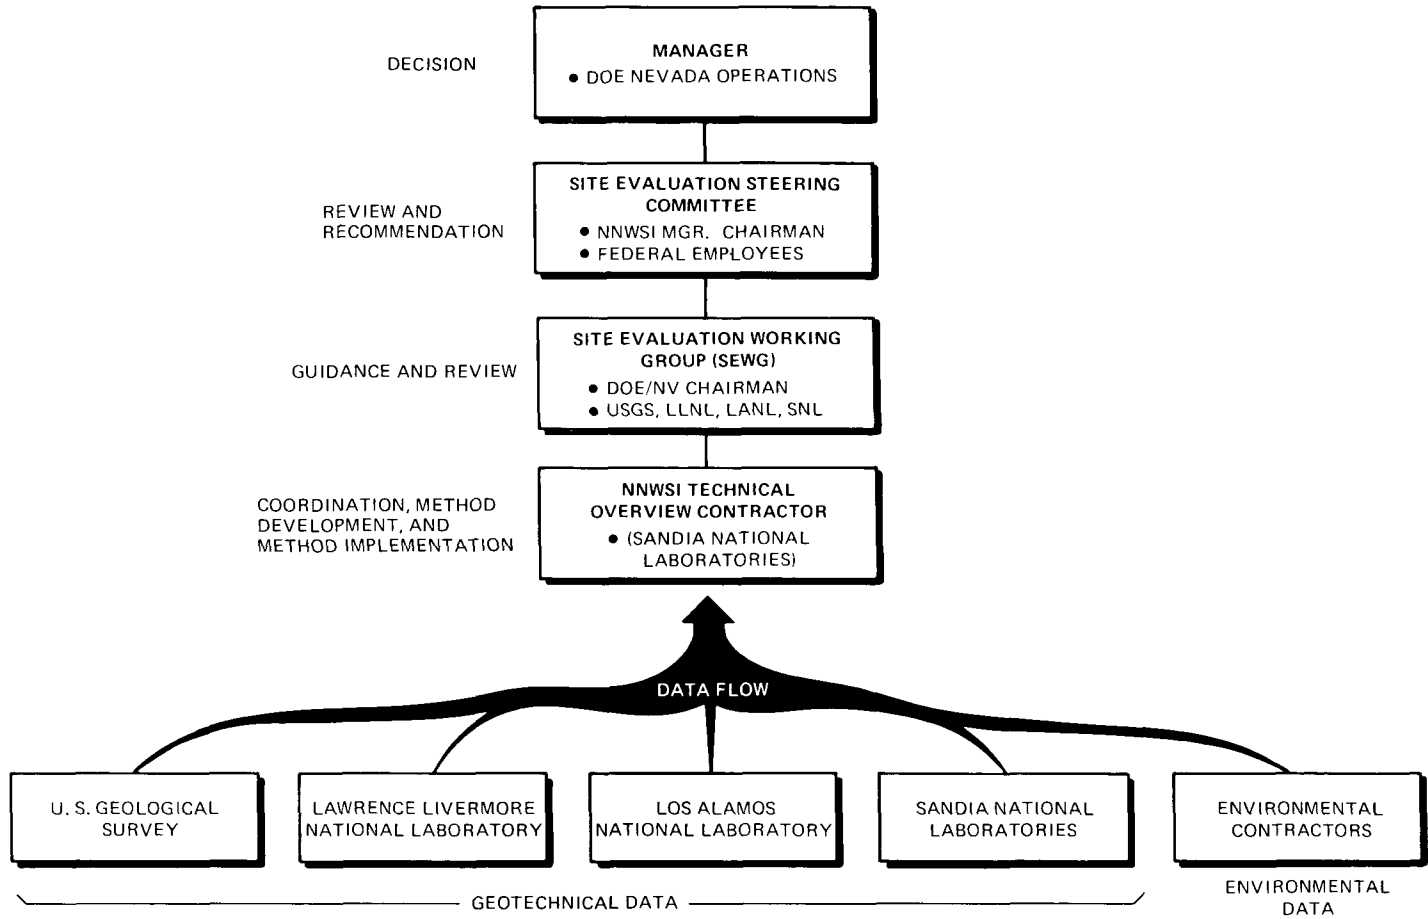 DECISION
MANAGER
• DOE NEVADA OPERATIONS
REVIEW AND
RECOMMENDATION
SITE EVALUATION STEERING
COMMITTEE
• NNWSI MGR. CHAIRMAN
• FEDERAL EMPLOYEES
GUIDANCE AND REVIEW
SITE EVALUATION WORKING
GROUP (SEWG)
• DOE/NV CHAIRMAN
• USGS, LLNL, LANL, SNL
COORDINATION, METHOD
DEVELOPMENT, AND
METHOD IMPLEMENTATION
NNWSI TECHNICAL
OVERVIEW CONTRACTOR
• (SANDIA NATIONAL
LABORATORIES)
DATA FLOW
U. S. GEOLOGICAL
SURVEY
LAWRENCE LIVERMORE
NATIONAL LABORATORY
LOS ALAMOS
NATIONAL LABORATORY
SANDIA NATIONAL
LABORATORIES
ENVIRONMENTAL
CONTRACTORS
GEOTECHNICAL DATA
ENVIRONMENTAL
DATA